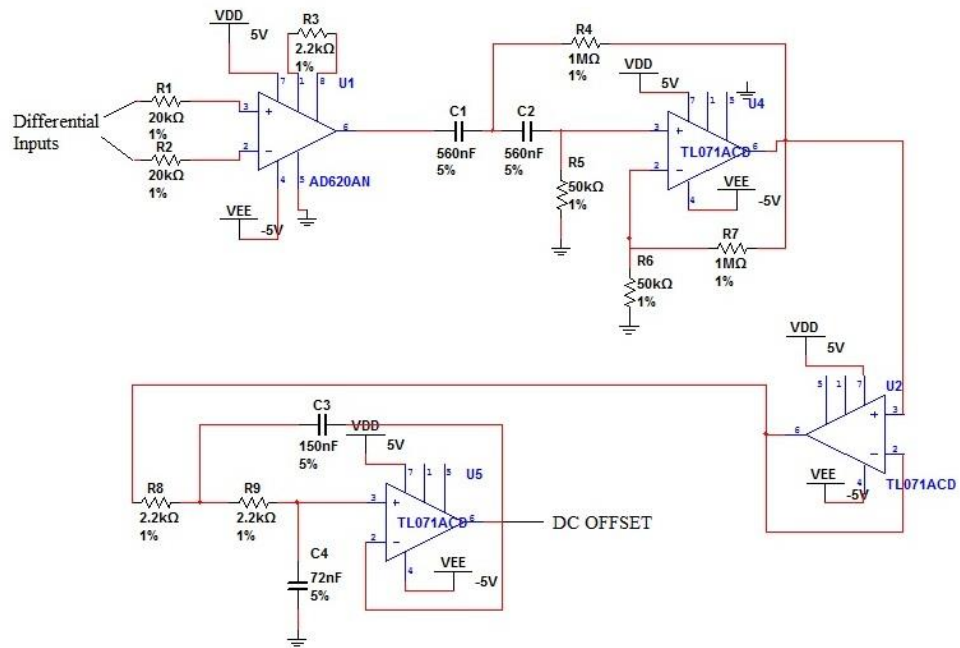 VDD
5V
R3
2.2kΩ
1%
7
1
8
U1
Differential
Inputs
R1
20kΩ
1%
R2
20kΩ
1%
3
+
2
−
6
4
5
AD620AN
VEE
-5V
C1
560nF
5%
C2
560nF
5%
R4
1MΩ
1%
VDD
5V
7
1
5
U4
3
+
2
−
6
TL071ACD
4
VEE
-5V
R5
50kΩ
1%
R7
1MΩ
1%
R6
50kΩ
1%
VDD
5V
5
1
7
U2
3
+
2
−
6
4
VEE
-5V
TL071ACD
C3
150nF
5%
VDD
5V
7
1
5
U5
R8
2.2kΩ
1%
R9
2.2kΩ
1%
3
+
2
−
6
TL071ACD
4
DC OFFSET
C4
72nF
5%
VEE
-5V